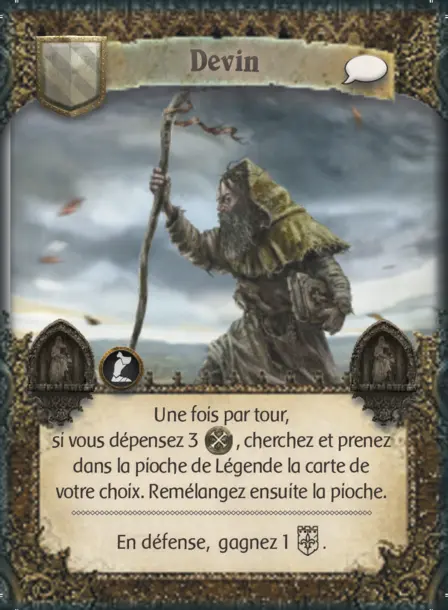 Devin
Une fois par tour,
si vous dépensez 3 , cherchez et prenez
dans la pioche de Légende la carte de
votre choix. Remélangez ensuite la pioche.
En défense, gagnez 1 .